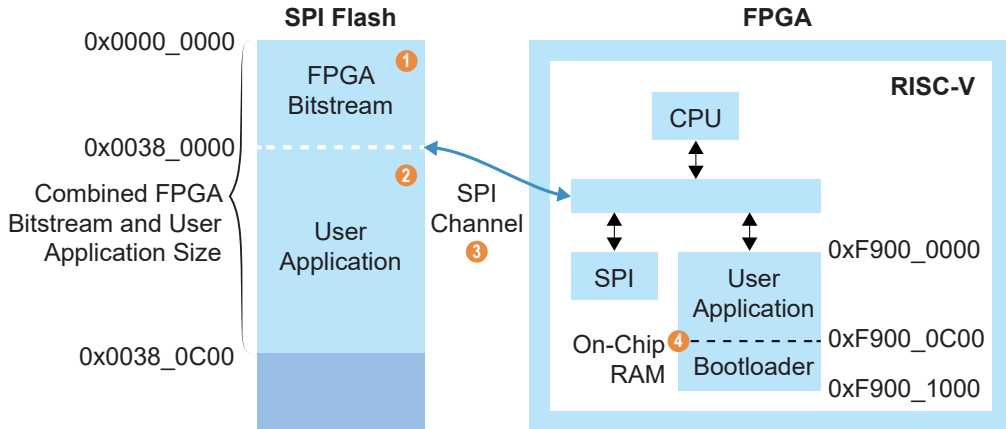 SPI Flash
FPGA
0x0000_0000
1
FPGA
Bitstream
0x0038_0000
2
Combined FPGA
Bitstream and User
Application Size
User
Application
0x0038_0C00
SPI
Channel
3
RISC-V
CPU
SPI
User
Application
0xF900_0000
On-Chip
RAM
4
0xF900_0C00
Bootloader
0xF900_1000